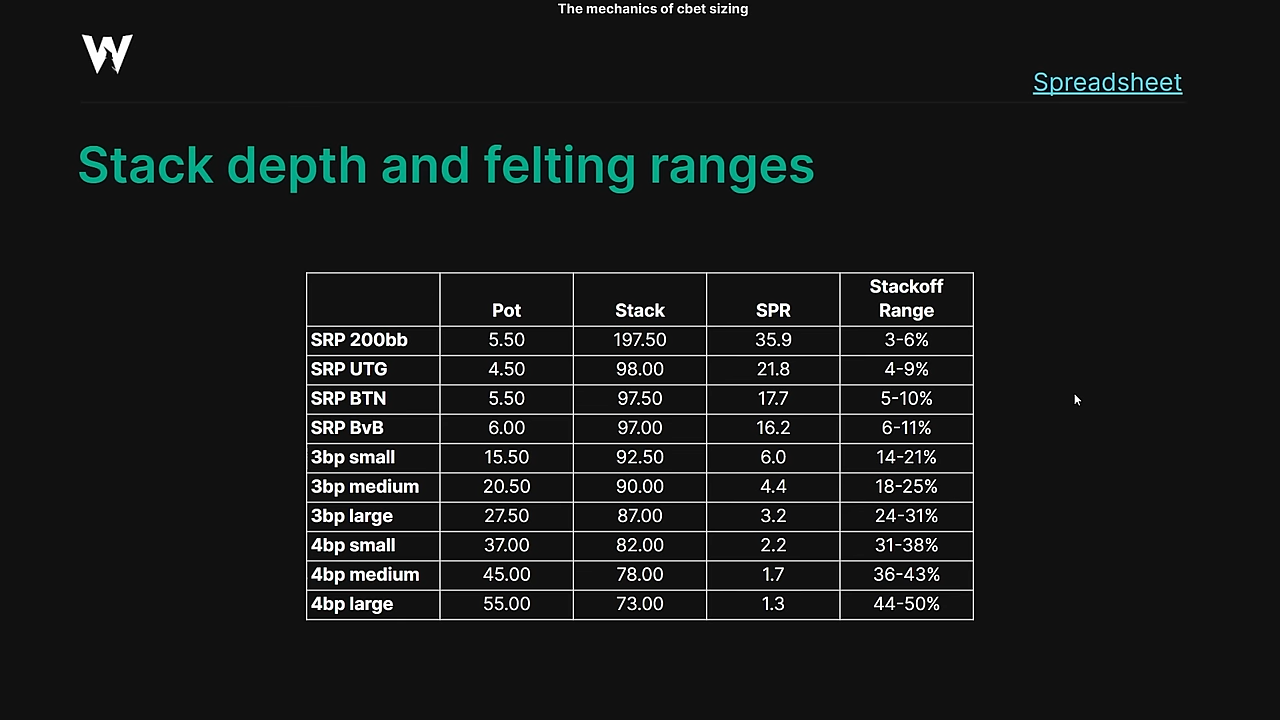 The mechanics of cbet sizing
W
Spreadsheet
Stack depth and felting ranges
Pot Stack SPR Stackoff Range
SRP 200bb 5.50 197.50 35.9 3-6%
SRP UTG 4.50 98.00 21.8 4-9%
SRP BTN 5.50 97.50 17.7 5-10%
SRP BvB 6.00 97.00 16.2 6-11%
3bp small 15.50 92.50 6.0 14-21%
3bp medium 20.50 90.00 4.4 18-25%
3bp large 27.50 87.00 3.2 24-31%
4bp small 37.00 82.00 2.2 31-38%
4bp medium 45.00 78.00 1.7 36-43%
4bp large 55.00 73.00 1.3 44-50%